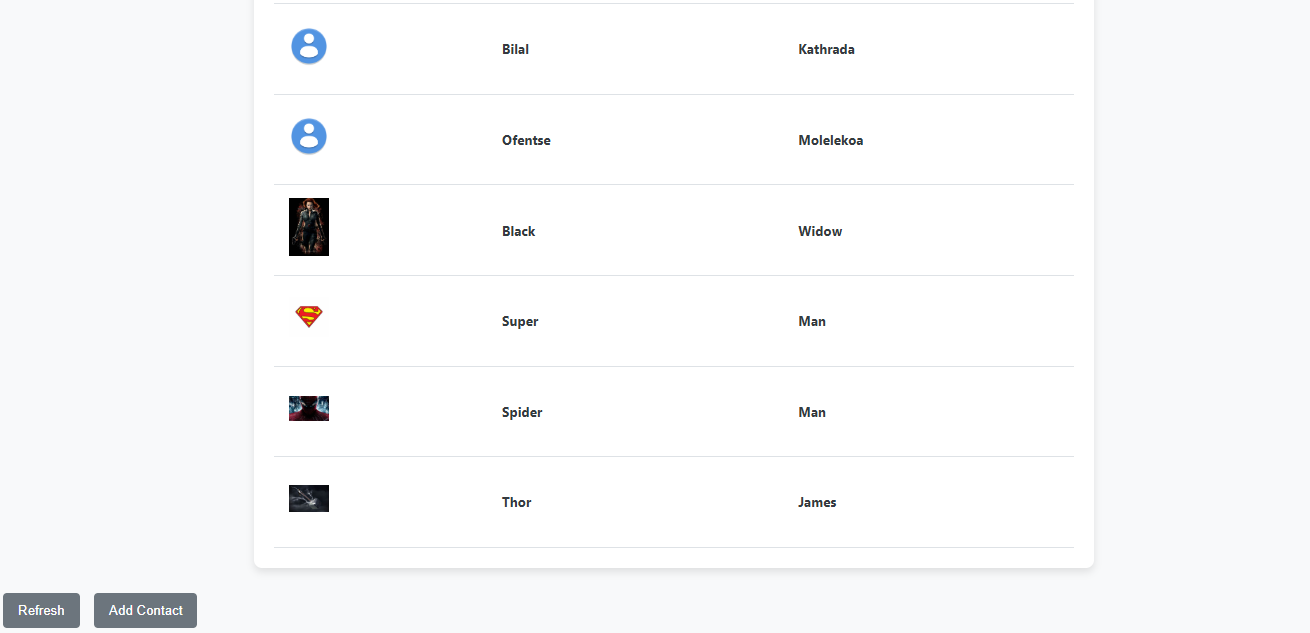 Bilal Kathrada
Ofentse Molelekoa
Black Widow
Super Man
Spider Man
Thor James
Refresh Add Contact